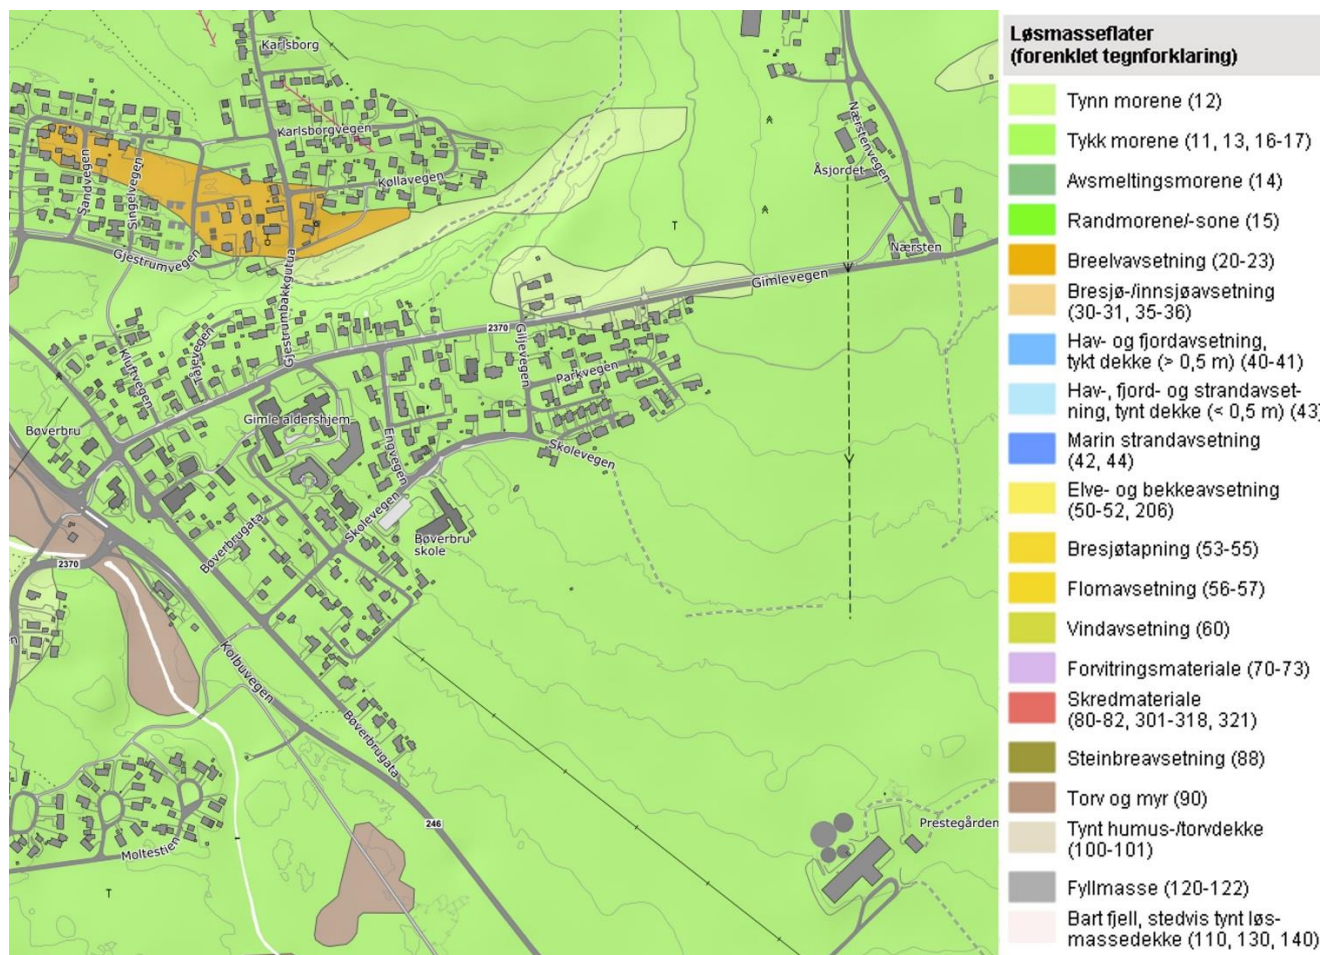 Karlsborg
Karlsborgvegen
Køllavegen
Sandvegen
Singelvegen
Gjestrumvegen
Gjestrumbakkgutua
Nærstenvegen
Åsjordet
Nærsten
Gimlevegen
2370
Giljevegen
Parkvegen
Tåjevegen
Kluftvegen
Bøverbru
Gimle aldershjem
Engvegen
Skolevegen
Skolevegen
Bøverbru
skole
Bøverbrugata
2370
Kolbuvegen
Bøverbrugata
246
Moltestien
Prestegården
T
T
Løsmasseflater
(forenklet tegnforklaring)
Tynn morene (12)
Tykk morene (11, 13, 16-17)
Avsmeltingsmorene (14)
Randmorene/-sone (15)
Breelvavsetning (20-23)
Bresjø-/innsjøavsetning
(30-31, 35-36)
Hav- og fjordavsetning,
tykt dekke (> 0,5 m) (40-41)
Hav-, fjord- og strandavset-
ning, tynt dekke (< 0,5 m) (43)
Marin strandavsetning
(42, 44)
Elve- og bekkeavsetning
(50-52, 206)
Bresjøtapning (53-55)
Flomavsetning (56-57)
Vindavsetning (60)
Forvitringsmateriale (70-73)
Skredmateriale
(80-82, 301-318, 321)
Steinbreavsetning (88)
Torv og myr (90)
Tynt humus-/torvdekke
(100-101)
Fyllmasse (120-122)
Bart fjell, stedvis tynt løs-
massedekke (110, 130, 140)